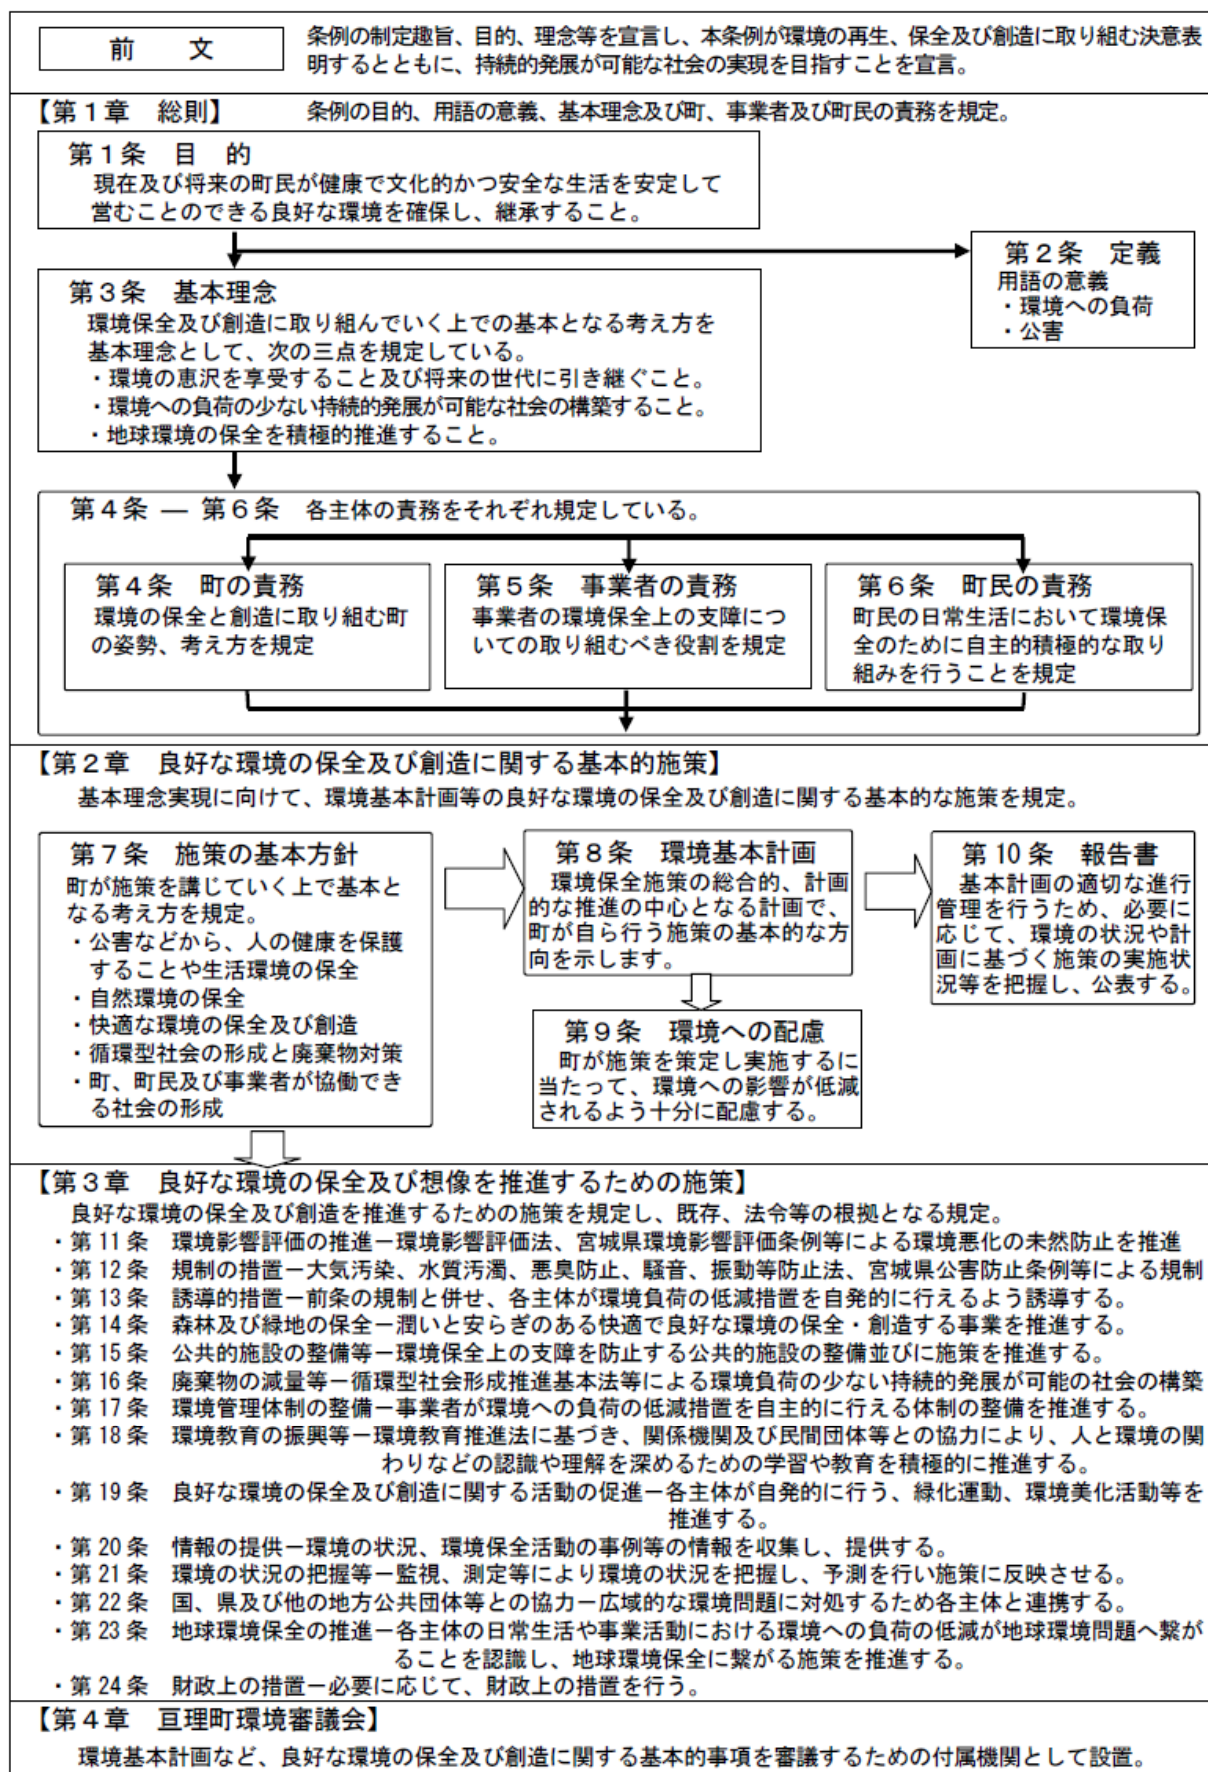 前　文
条例の制定趣旨、目的、理念等を宣言し、本条例が環境の再生、保全及び創造に取り組む決意表
明するとともに、持続的発展が可能な社会の実現を目指すことを宣言。
【第１章　総則】
条例の目的、用語の意義、基本理念及び町、事業者及び町民の責務を規定。
第１条　目　的
現在及び将来の町民が健康で文化的かつ安全な生活を安定して
営むことのできる良好な環境を確保し、継承すること。
第２条　定義
用語の意義
・環境への負荷
・公害
第３条　基本理念
環境保全及び創造に取り組んでいく上での基本となる考え方を
基本理念として、次の三点を規定している。
・環境の恵沢を享受すること及び将来の世代に引き継ぐこと。
・環境への負荷の少ない持続的発展が可能な社会の構築すること。
・地球環境の保全を積極的推進すること。
第４条 ― 第６条　各主体の責務をそれぞれ規定している。
第４条　町の責務
環境の保全と創造に取り組む町
の姿勢、考え方を規定
第５条　事業者の責務
事業者の環境保全上の支障につ
いての取り組むべき役割を規定
第６条　町民の責務
町民の日常生活において環境保
全のために自主的積極的な取り
組みを行うことを規定
【第２章　良好な環境の保全及び創造に関する基本的施策】
基本理念実現に向けて、環境基本計画等の良好な環境の保全及び創造に関する基本的な施策を規定。
第７条　施策の基本方針
町が施策を講じていく上で基本と
なる考え方を規定。
・公害などから、人の健康を保護
することや生活環境の保全
・自然環境の保全
・快適な環境の保全及び創造
・循環型社会の形成と廃棄物対策
・町、町民及び事業者が協働でき
る社会の形成
第８条　環境基本計画
環境保全施策の総合的、計画
的な推進の中心となる計画で、
町が自ら行う施策の基本的な方
向を示します。
第９条　環境への配慮
町が施策を策定し実施するに
当たって、環境への影響が低減
されるよう十分に配慮する。
第 10 条　報告書
基本計画の適切な進行
管理を行うため、必要に
応じて、環境の状況や計
画に基づく施策の実施状
況等を把握し、公表する。
【第３章　良好な環境の保全及び想像を推進するための施策】
良好な環境の保全及び創造を推進するための施策を規定し、既存、法令等の根拠となる規定。
・第 11 条　環境影響評価の推進－環境影響評価法、宮城県環境影響評価条例等による環境悪化の未然防止を推進
・第 12 条　規制の措置－大気汚染、水質汚濁、悪臭防止、騒音、振動等防止法、宮城県公害防止条例等による規制
・第 13 条　誘導的措置－前条の規制と併せ、各主体が環境負荷の低減措置を自発的に行えるよう誘導する。
・第 14 条　森林及び緑地の保全－潤いと安らぎのある快適で良好な環境の保全・創造する事業を推進する。
・第 15 条　公共的施設の整備等－環境保全上の支障を防止する公共的施設の整備並びに施策を推進する。
・第 16 条　廃棄物の減量等－循環型社会形成推進基本法等による環境負荷の少ない持続的発展が可能の社会の構築
・第 17 条　環境管理体制の整備－事業者が環境への負荷の低減措置を自主的に行える体制の整備を推進する。
・第 18 条　環境教育の振興等－環境教育推進法に基づき、関係機関及び民間団体等との協力により、人と環境の関
わりなどの認識や理解を深めるための学習や教育を積極的に推進する。
・第 19 条　良好な環境の保全及び創造に関する活動の促進－各主体が自発的に行う、緑化運動、環境美化活動等を
推進する。
・第 20 条　情報の提供－環境の状況、環境保全活動の事例等の情報を収集し、提供する。
・第 21 条　環境の状況の把握等－監視、測定等により環境の状況を把握し、予測を行い施策に反映させる。
・第 22 条　国、県及び他の地方公共団体等との協力－広域的な環境問題に対処するため各主体と連携する。
・第 23 条　地球環境保全の推進－各主体の日常生活や事業活動における環境への負荷の低減が地球環境問題へ繋が
ることを認識し、地球環境保全に繋がる施策を推進する。
・第 24 条　財政上の措置－必要に応じて、財政上の措置を行う。
【第４章　亘理町環境審議会】
環境基本計画など、良好な環境の保全及び創造に関する基本的事項を審議するための付属機関として設置。